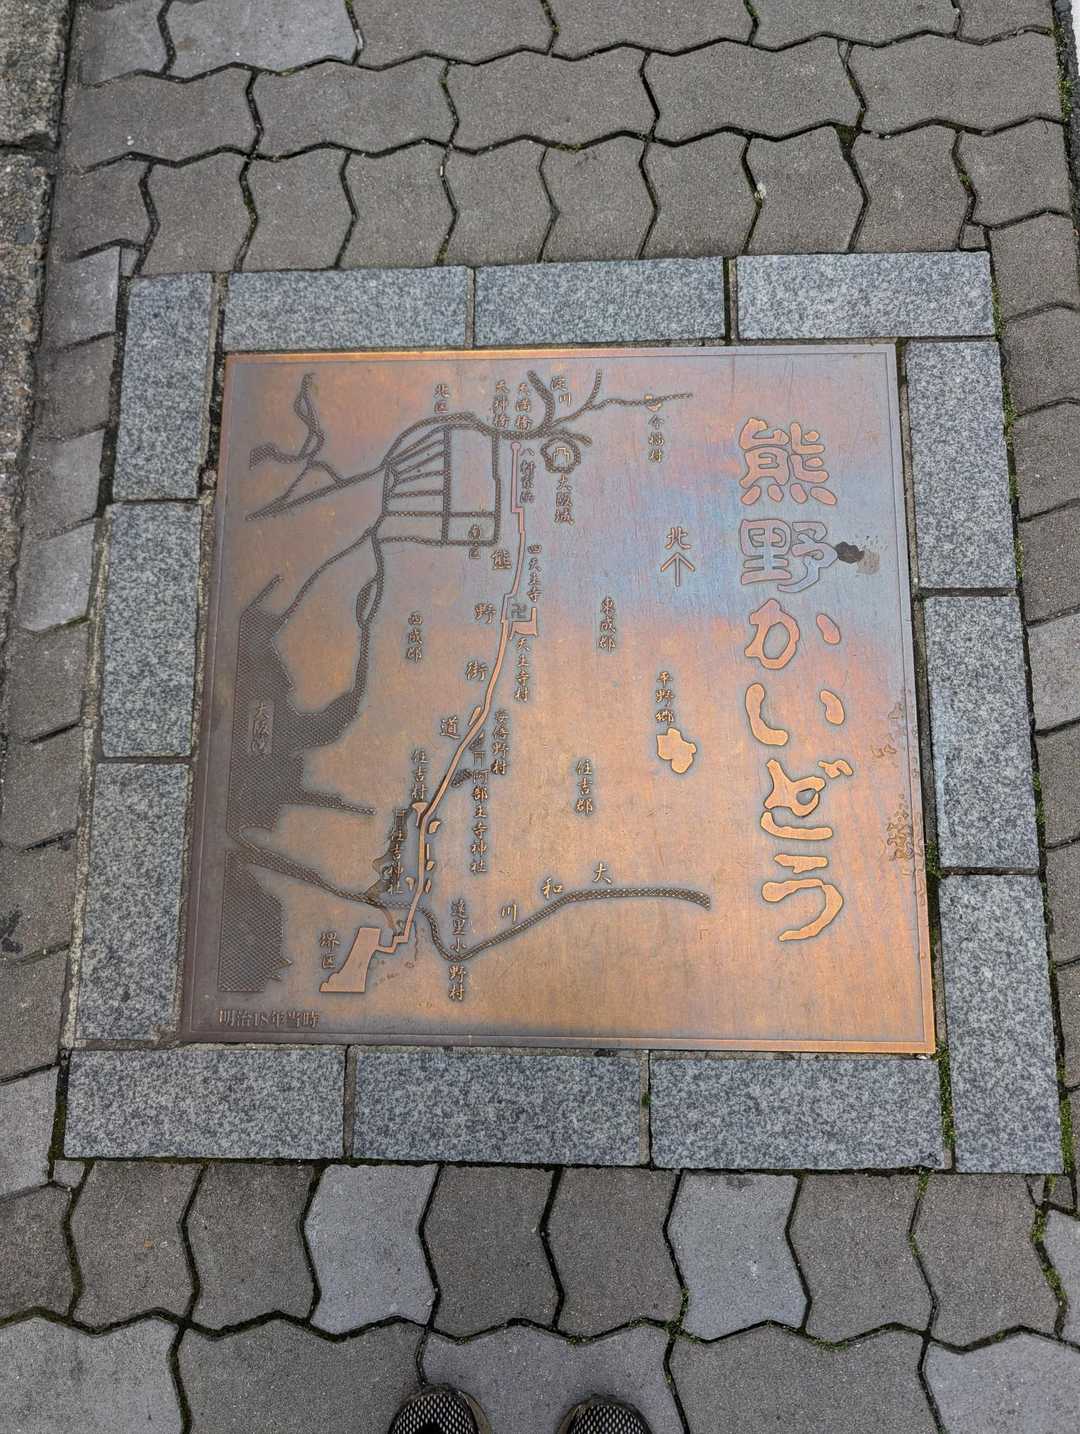 熊野かいどう
北
今福村
淀川
天満橋
天神橋
北区
八軒家浜
大阪城
南区
四天王寺
熊野街道
天王寺村
東成郡
西成郡
平野郷
安倍野村
阿部王子神社
住吉村
住吉神社
住吉郡
大阪湾
大和川
遠里小野村
堺区
明治18年当時